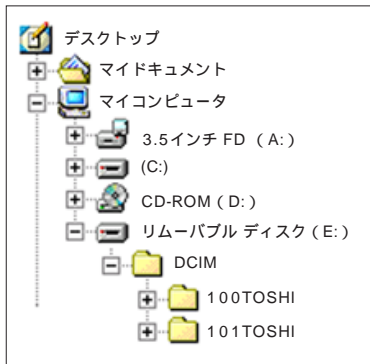 デスクトップ
マイドキュメント
マイコンピュータ
3.5インチ FD （A:）
(C:)
CD-ROM（D:）
リムーバブル ディスク（E:）
DCIM
100TOSHI
101TOSHI